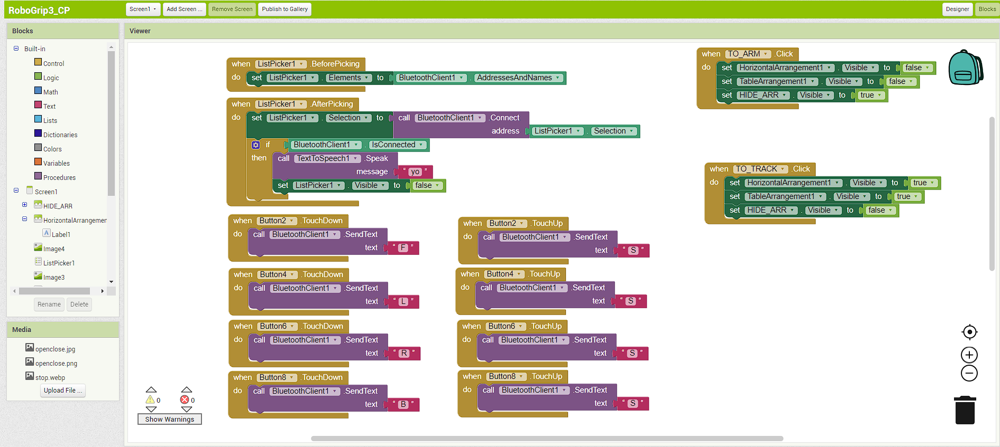 RoboGrip3_CP
Screen1
Add Screen ...
Remove Screen
Publish to Gallery
Designer
Blocks
Blocks
Built-in
Control
Logic
Math
Text
Lists
Dictionaries
Colors
Variables
Procedures
Screen1
HIDE_ARR
HorizontalArrangemer
Label1
Image4
ListPicker1
Image3
Rename
Delete
Media
openclose.jpg
openclose.png
stop.webp
Upload File ...
Viewer
when ListPicker1 .BeforePicking
do set ListPicker1 . Elements to BluetoothClient1 . AddressesAndNames
when ListPicker1 .AfterPicking
do set ListPicker1 . Selection to call BluetoothClient1 .Connect
address ListPicker1 . Selection
if BluetoothClient1 . IsConnected
then call TextToSpeech1 .Speak
message " yo "
set ListPicker1 . Visible to false
when Button2 .TouchDown
do call BluetoothClient1 .SendText
text " F "
when Button2 .TouchUp
do call BluetoothClient1 .SendText
text " S "
when Button4 .TouchDown
do call BluetoothClient1 .SendText
text " L "
when Button4 .TouchUp
do call BluetoothClient1 .SendText
text " S "
when Button6 .TouchDown
do call BluetoothClient1 .SendText
text " R "
when Button6 .TouchUp
do call BluetoothClient1 .SendText
text " S "
when Button8 .TouchDown
do call BluetoothClient1 .SendText
text " B "
when Button8 .TouchUp
do call BluetoothClient1 .SendText
text " S "
when TO_ARM .Click
do set HorizontalArrangement1 . Visible to false
set TableArrangement1 . Visible to false
set HIDE_ARR . Visible to true
when TO_TRACK .Click
do set HorizontalArrangement1 . Visible to true
set TableArrangement1 . Visible to true
set HIDE_ARR . Visible to false
0 0
Show Warnings